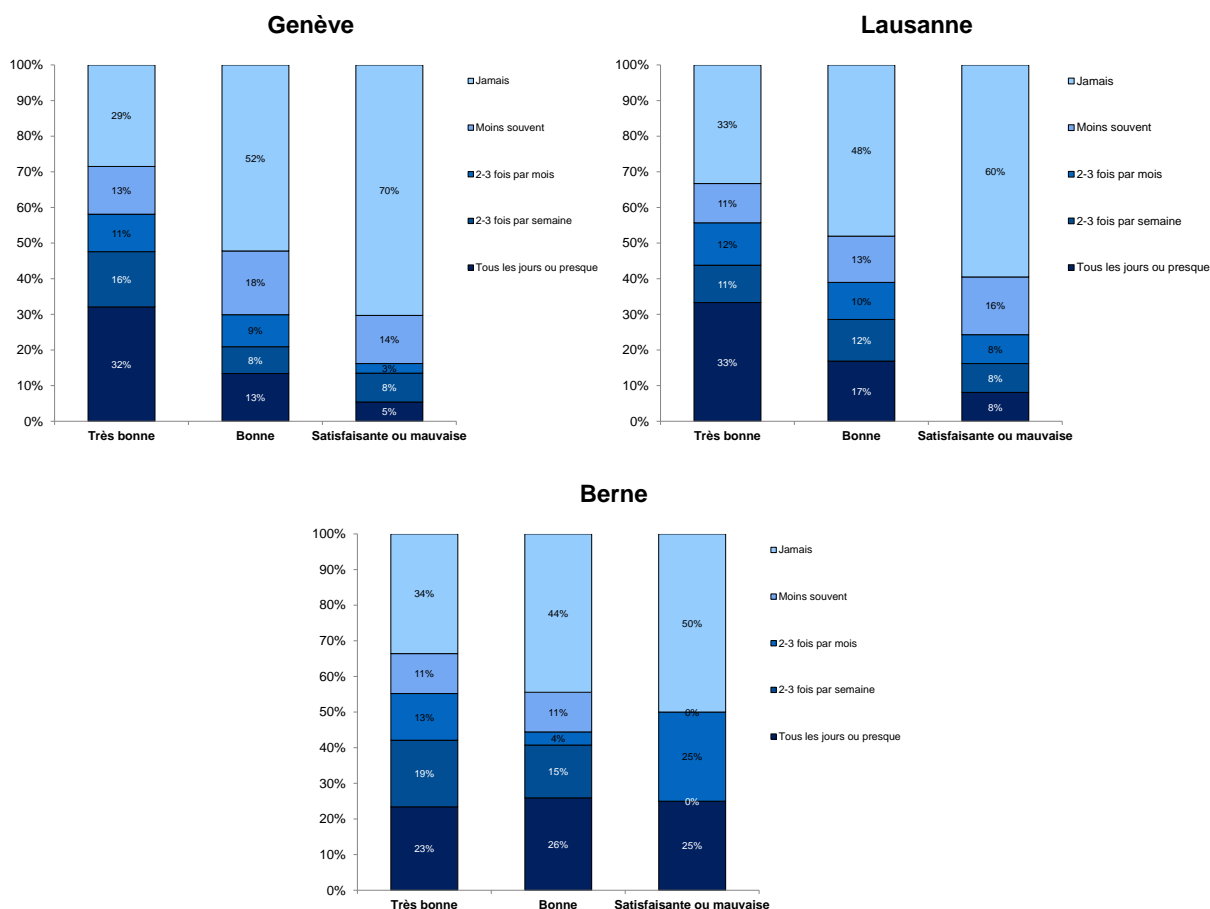 Genève
100%
90%
80%
70%
60%
50%
40%
30%
20%
10%
0%
29%
13%
11%
16%
32%
52%
18%
9%
8%
13%
70%
14%
3%
8%
5%
Très bonne
Bonne
Satisfaisante ou mauvaise
Jamais
Moins souvent
2-3 fois par mois
2-3 fois par semaine
Tous les jours ou presque
Lausanne
100%
90%
80%
70%
60%
50%
40%
30%
20%
10%
0%
33%
11%
12%
11%
33%
48%
13%
10%
12%
17%
60%
16%
8%
8%
8%
Très bonne
Bonne
Satisfaisante ou mauvaise
Jamais
Moins souvent
2-3 fois par mois
2-3 fois par semaine
Tous les jours ou presque
Berne
100%
90%
80%
70%
60%
50%
40%
30%
20%
10%
0%
34%
11%
13%
19%
23%
44%
11%
4%
15%
26%
50%
0%
25%
0%
25%
Très bonne
Bonne
Satisfaisante ou mauvaise
Jamais
Moins souvent
2-3 fois par mois
2-3 fois par semaine
Tous les jours ou presque